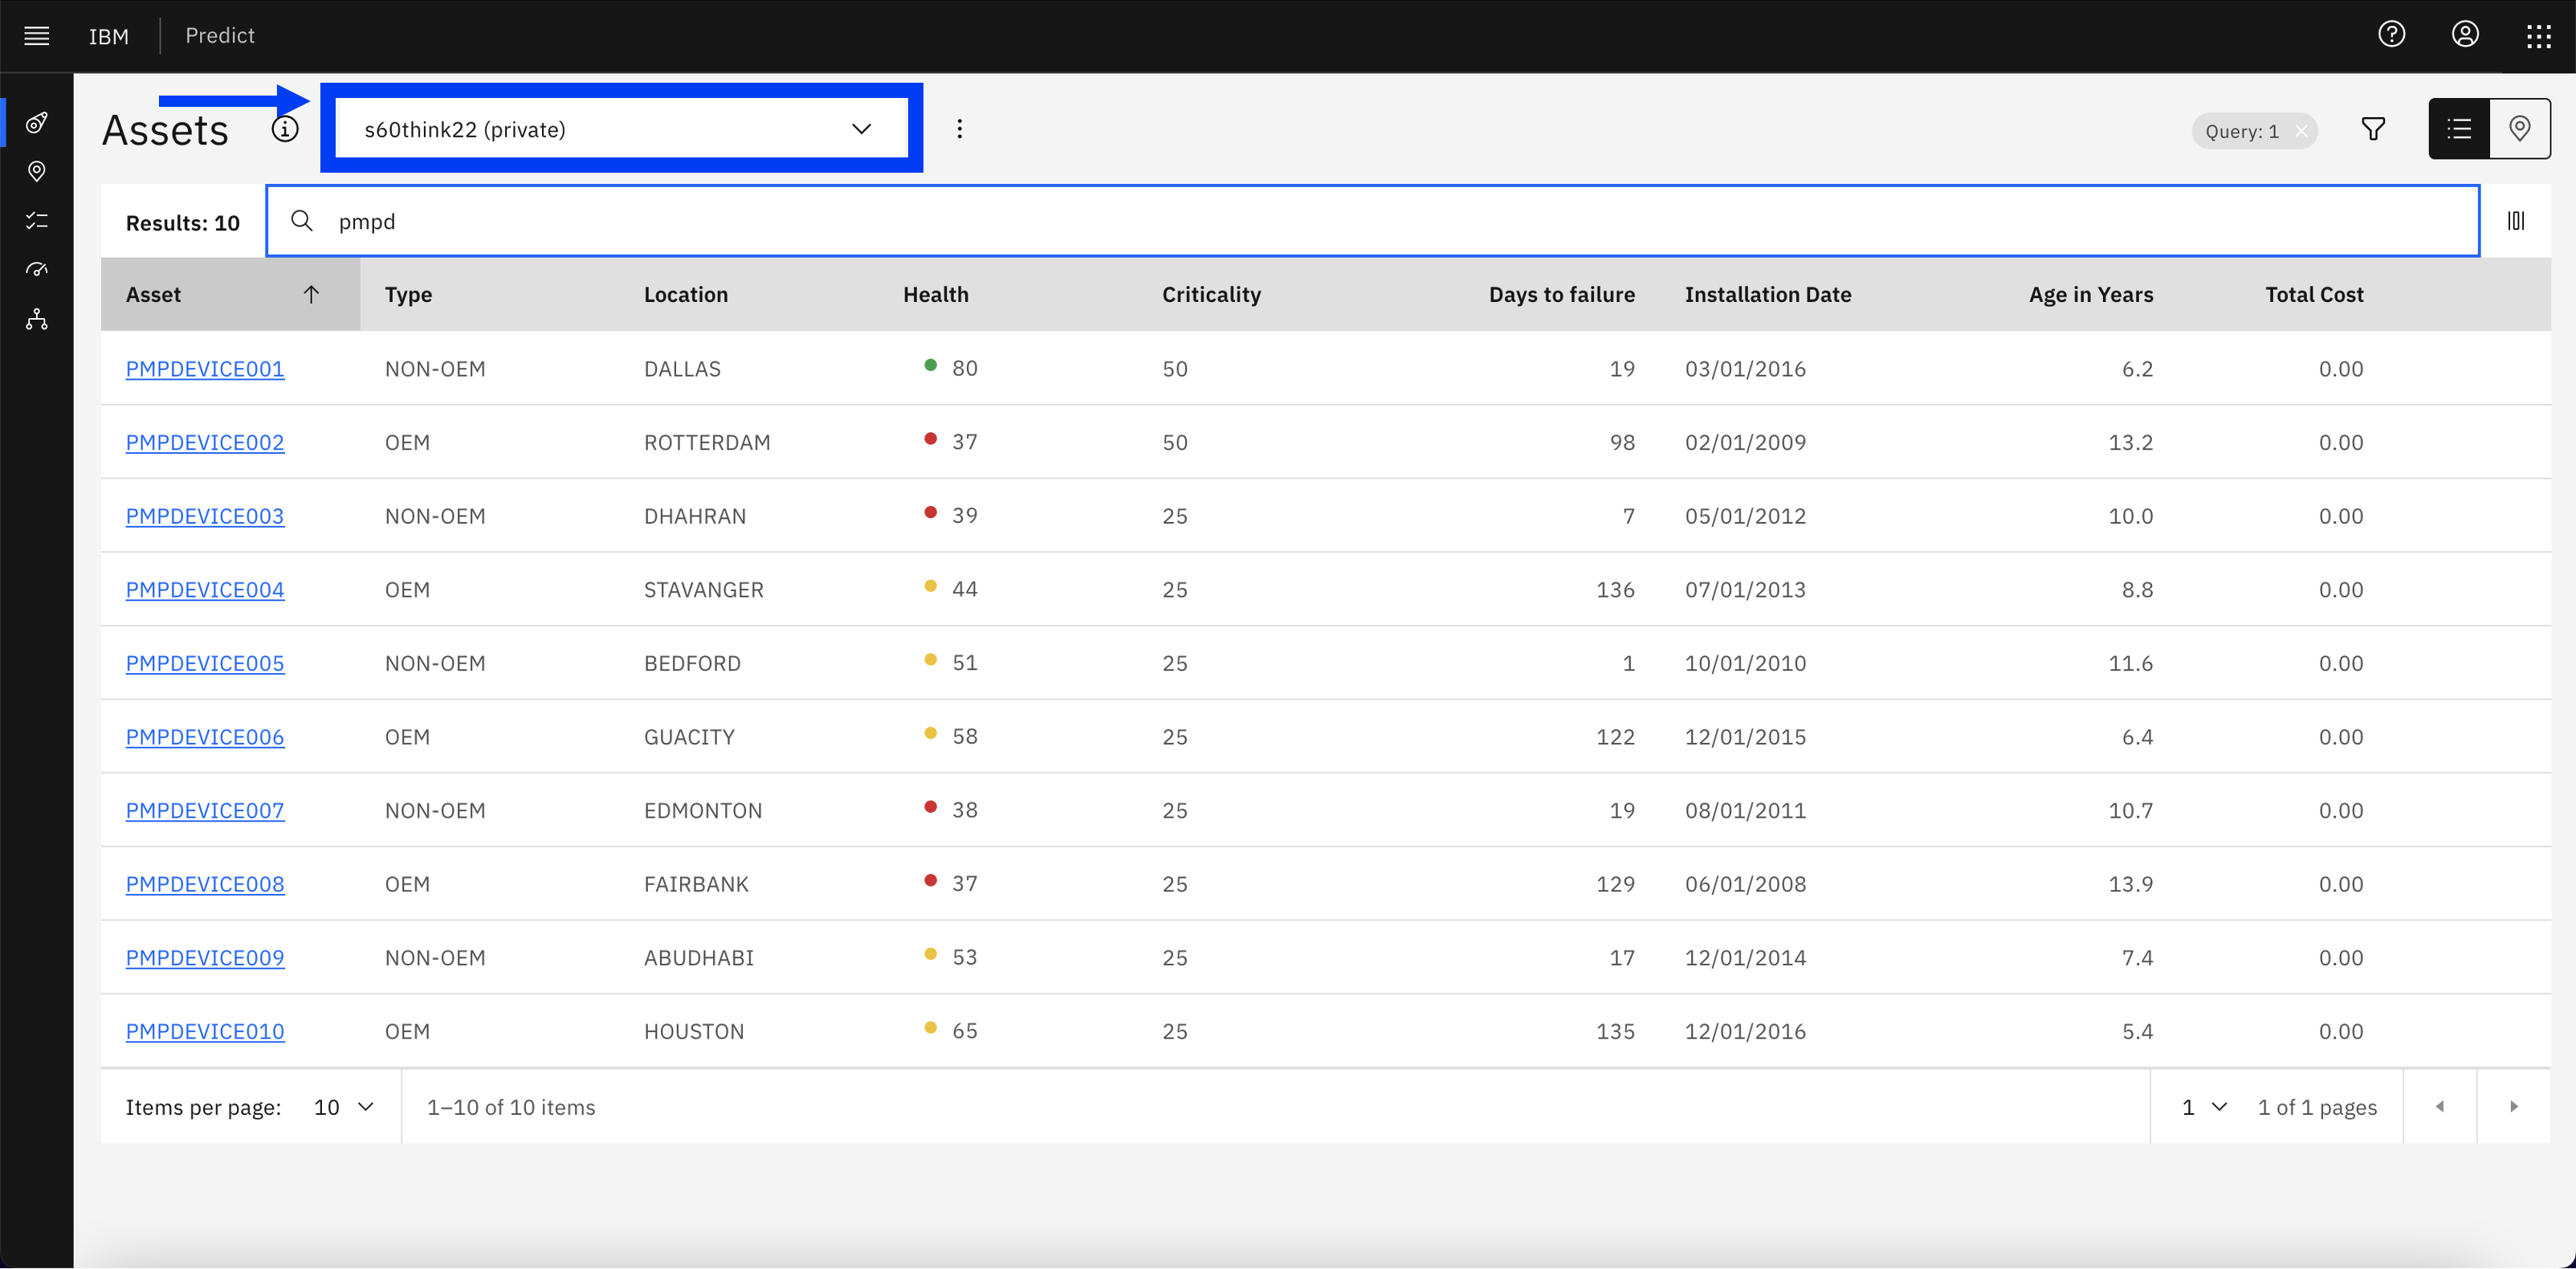 IBM Predict
Assets s60think22 (private) Query: 1
Results: 10 pmpd
Asset Type Location Health Criticality Days to failure Installation Date Age in Years Total Cost
PMPDEVICE001 NON-OEM DALLAS 80 50 19 03/01/2016 6.2 0.00
PMPDEVICE002 OEM ROTTERDAM 37 50 98 02/01/2009 13.2 0.00
PMPDEVICE003 NON-OEM DHAHRAN 39 25 7 05/01/2012 10.0 0.00
PMPDEVICE004 OEM STAVANGER 44 25 136 07/01/2013 8.8 0.00
PMPDEVICE005 NON-OEM BEDFORD 51 25 1 10/01/2010 11.6 0.00
PMPDEVICE006 OEM GUACITY 58 25 122 12/01/2015 6.4 0.00
PMPDEVICE007 NON-OEM EDMONTON 38 25 19 08/01/2011 10.7 0.00
PMPDEVICE008 OEM FAIRBANK 37 25 129 06/01/2008 13.9 0.00
PMPDEVICE009 NON-OEM ABUDHABI 53 25 17 12/01/2014 7.4 0.00
PMPDEVICE010 OEM HOUSTON 65 25 135 12/01/2016 5.4 0.00
Items per page: 10 1–10 of 10 items 1 1 of 1 pages